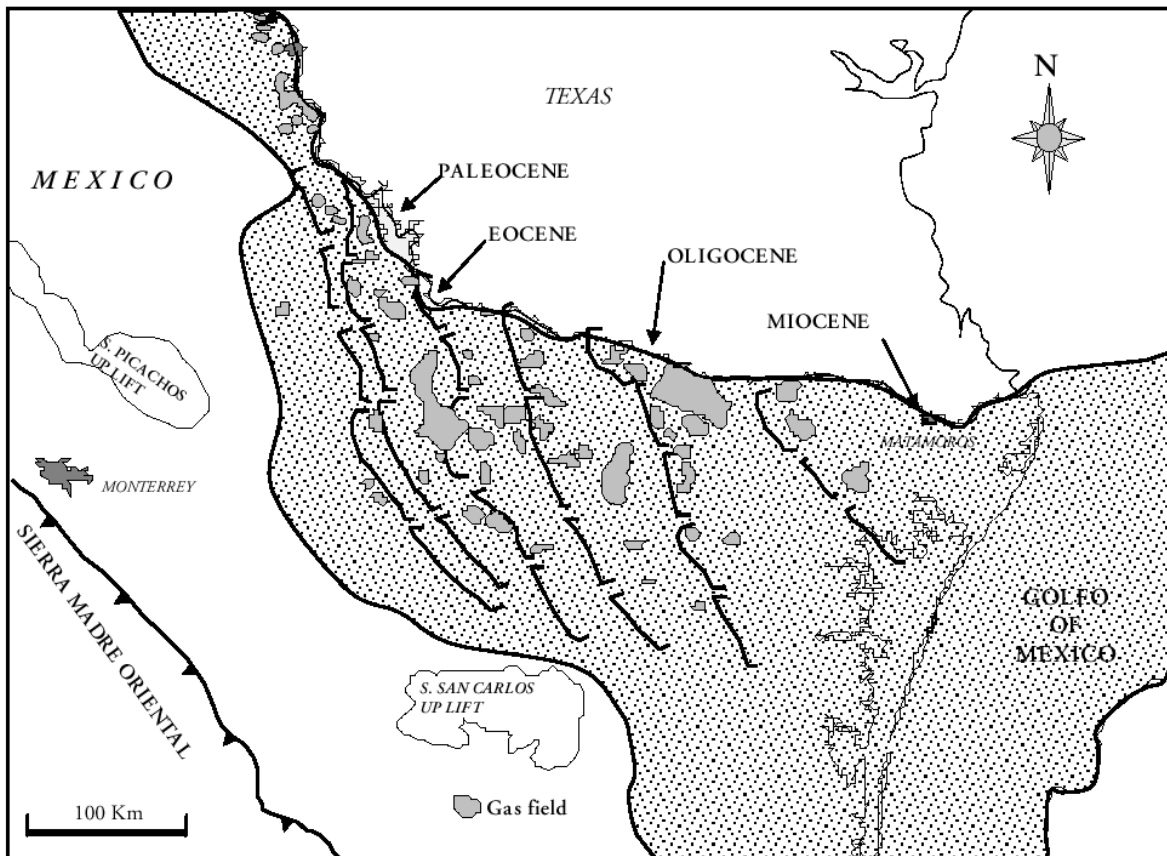 TEXAS
N
MEXICO
PALEOCENE
EOCENE
OLIGOCENE
MIOCENE
S. PICACHOS
UP LIFT
MATAMOROS
MONTERREY
SIERRA MADRE ORIENTAL
GOLFO
OF
MEXICO
S. SAN CARLOS
UP LIFT
100 Km
Gas field